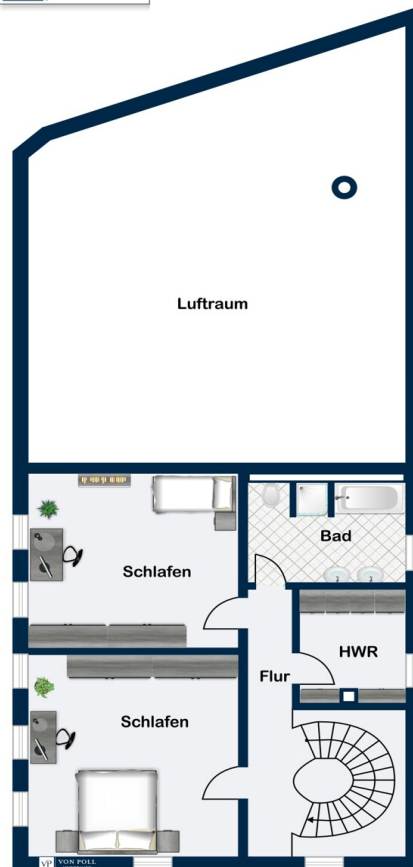 Luftraum
Schlafen
Bad
HWR
Flur
Schlafen
VP VON POLL